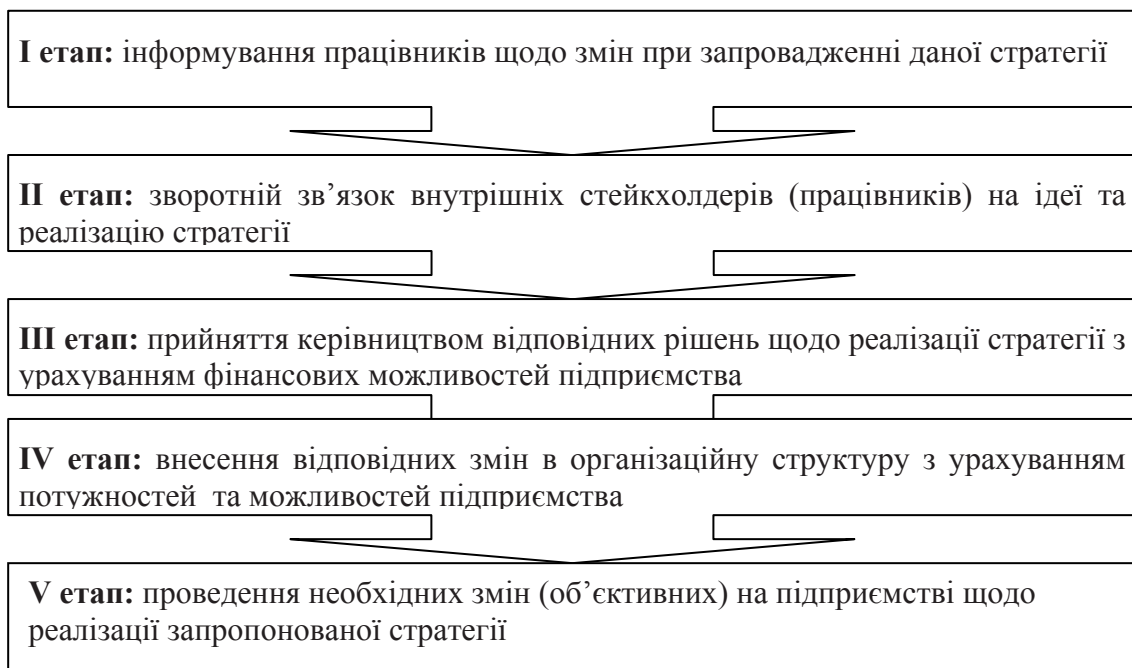 І етап: інформування працівників щодо змін при запровадженні даної стратегії
ІІ етап: зворотній зв’язок внутрішніх стейкхолдерів (працівників) на ідеї та
реалізацію стратегії
ІІІ етап: прийняття керівництвом відповідних рішень щодо реалізації стратегії з
урахуванням фінансових можливостей підприємства
IV етап: внесення відповідних змін в організаційну структуру з урахуванням
потужностей та можливостей підприємства
V етап: проведення необхідних змін (об’єктивних) на підприємстві щодо
реалізації запропонованої стратегії